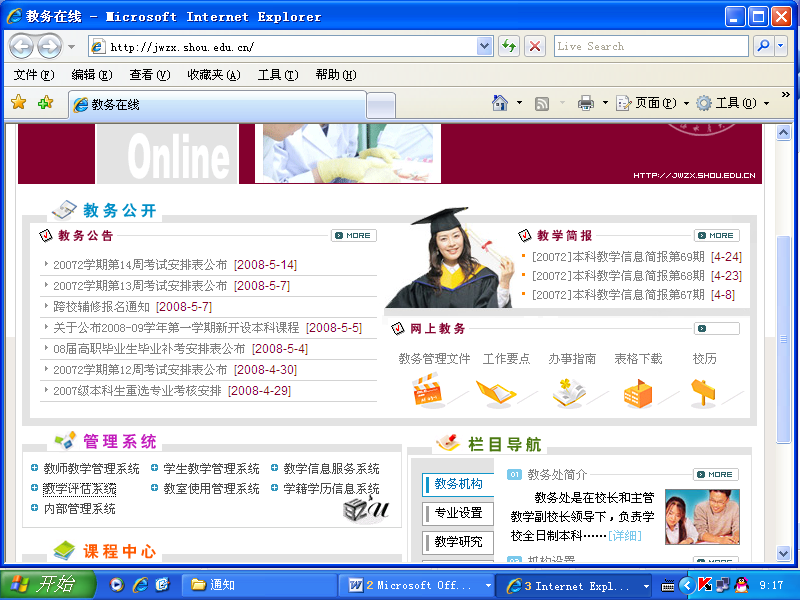 教务在线 - Microsoft Internet Explorer
http://jwzx.shou.edu.cn/
Live Search
文件(F) 编辑(E) 查看(V) 收藏夹(A) 工具(T) 帮助(H)
教务在线
页面(P) 工具(O)
Online
HTTP://JWZX.SHOU.EDU.CN
教务公开
教务公告 MORE
20072学期第14周考试安排表公布 [2008-5-14]
20072学期第13周考试安排表公布 [2008-5-7]
跨校辅修报名通知 [2008-5-7]
关于公布2008-09学年第一学期新开设本科课程 [2008-5-5]
08届高职毕业生毕业补考安排表公布 [2008-5-4]
20072学期第12周考试安排表公布 [2008-4-30]
2007级本科生重选专业考核安排 [2008-4-29]
教学简报 MORE
[20072]本科教学信息简报第69期 [4-24]
[20072]本科教学信息简报第68期 [4-23]
[20072]本科教学信息简报第67期 [4-8]
网上教务
教务管理文件 工作要点 办事指南 表格下载 校历
管理系统
教师教学管理系统 学生教学管理系统 教学信息服务系统
教学评估系统 教室使用管理系统 学籍学历信息系统
内部管理系统
课程中心
栏目导航
教务机构
专业设置
教学研究
01 教务处简介 MORE
教务处是在校长和主管
教学副校长领导下，负责学
校全日制本科……[详细]
02 机构设置 MORE
开始 通知 2 Microsoft Off... 3 Internet Expl... 9:17